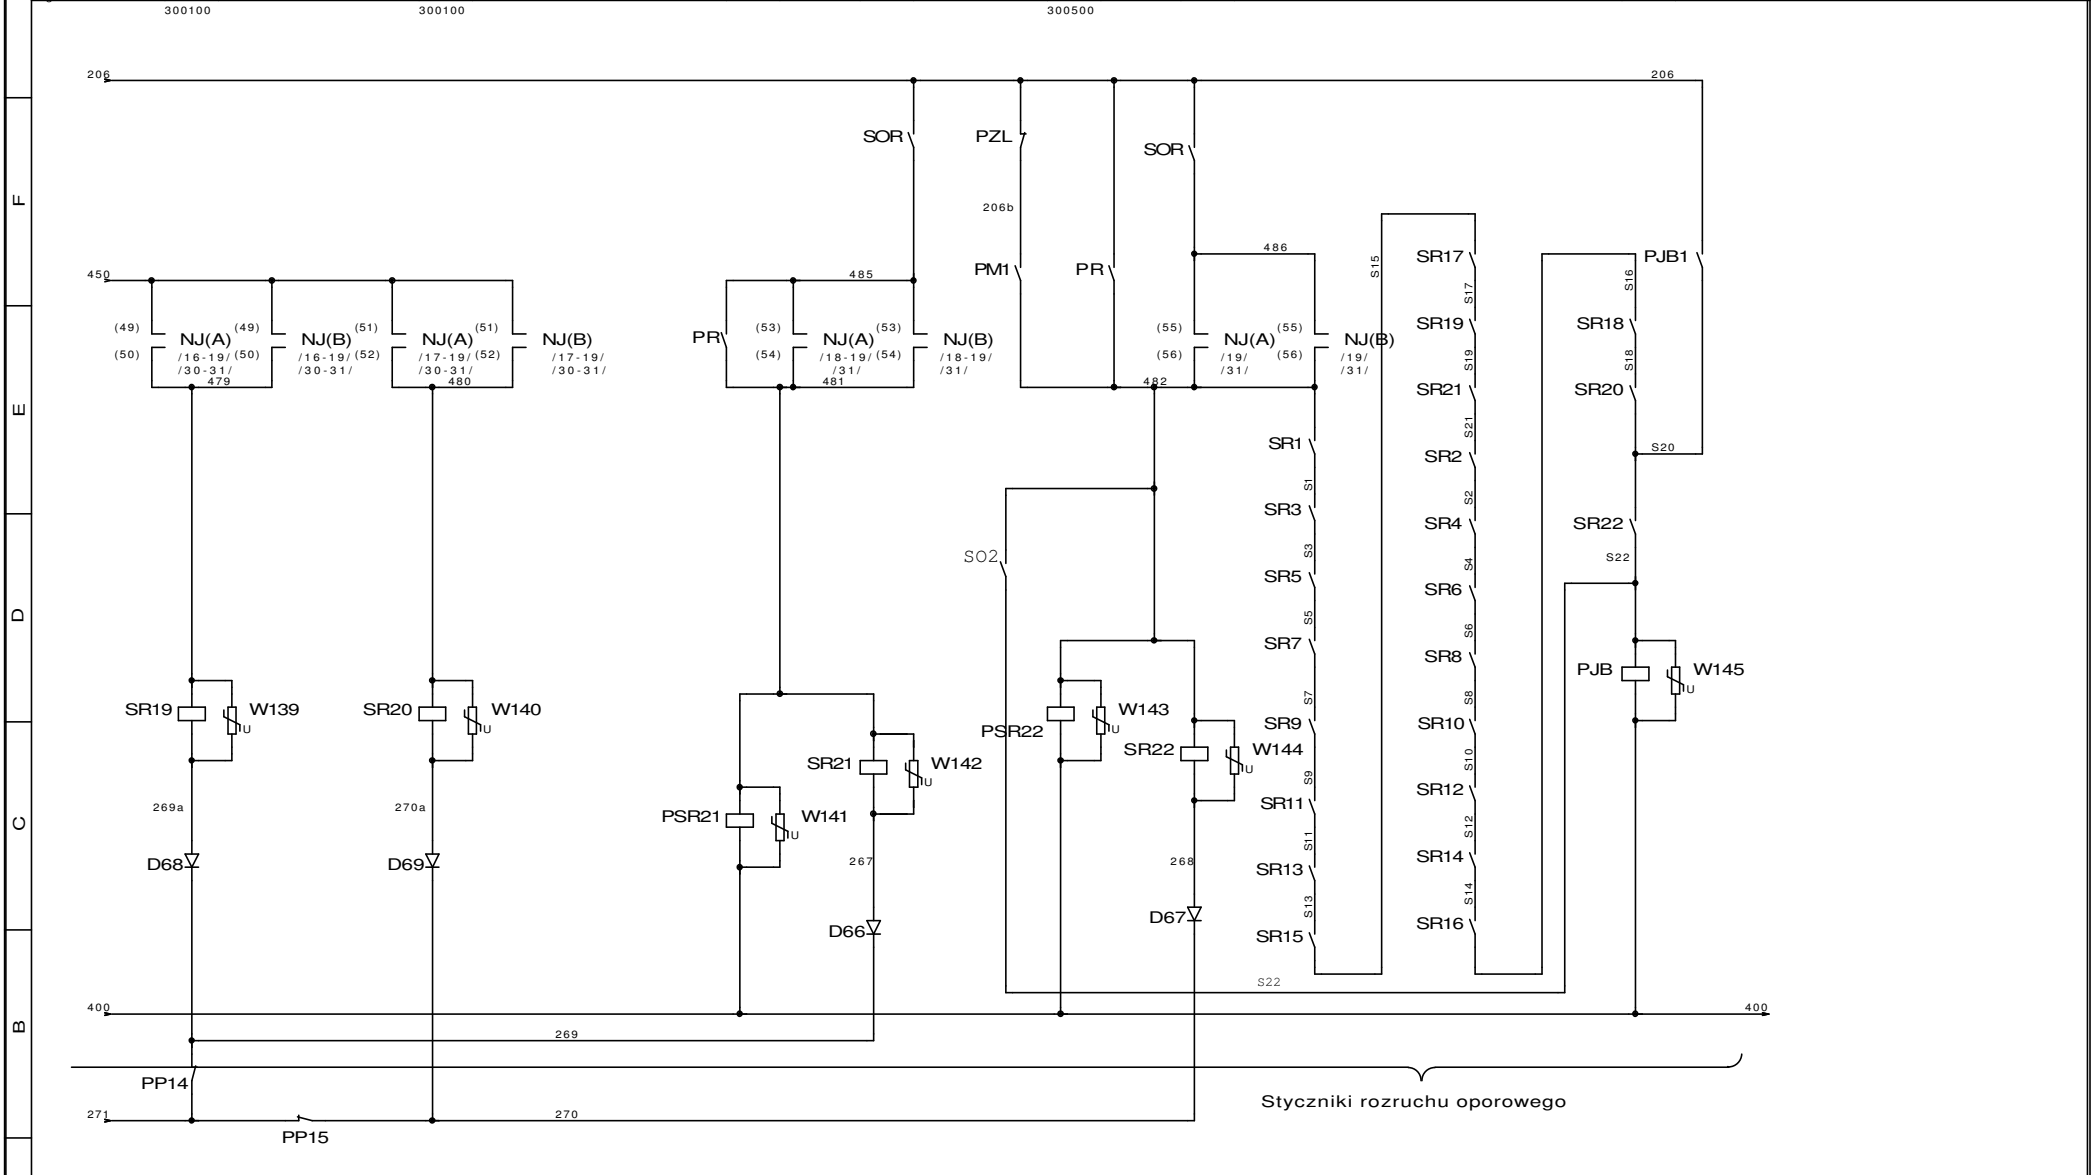 300100 300100 300500
206 206
SOR PZL SOR
F
206b
486
450 485 PM1 PR S15 SR17 S16 PJB1
S17
(49) (49) (51) (51) (53) (53) (55) (55)
NJ(A) NJ(B) NJ(A) NJ(B) PR NJ(A) NJ(B) NJ(A) NJ(B) SR19 SR18
(50) /16-19/ (50) /16-19/ (52) /17-19/ (52) /17-19/ (54) /18-19/ (54) /18-19/ (56) /19/ (56) /19/
/30-31/ /30-31/ /30-31/ /30-31/ /31/ /31/ /31/ /31/
S19 S18
479 480 481 482
E
SR21 SR20
S21
SR1 SR2 S20
S1 S2
SR3 SR4 SR22
SO2 S3 S4 S22
SR5 SR6
D
S5 S6
SR7 SR8 PJB W145
U
S7 S8
SR19 W139 SR20 W140 PSR22 W143 SR9 SR10
U U U
SR21 W142 SR22 W144
U U
S9 S10
269a 270a SR11 SR12
C
PSR21 W141
U
S11 S12
D68 D69 267 268 SR13 SR14
S13 S14
D66 D67 SR15 SR16
S22
400 400
B
269
PP14
Styczniki rozruchu oporowego
271 270
PP15